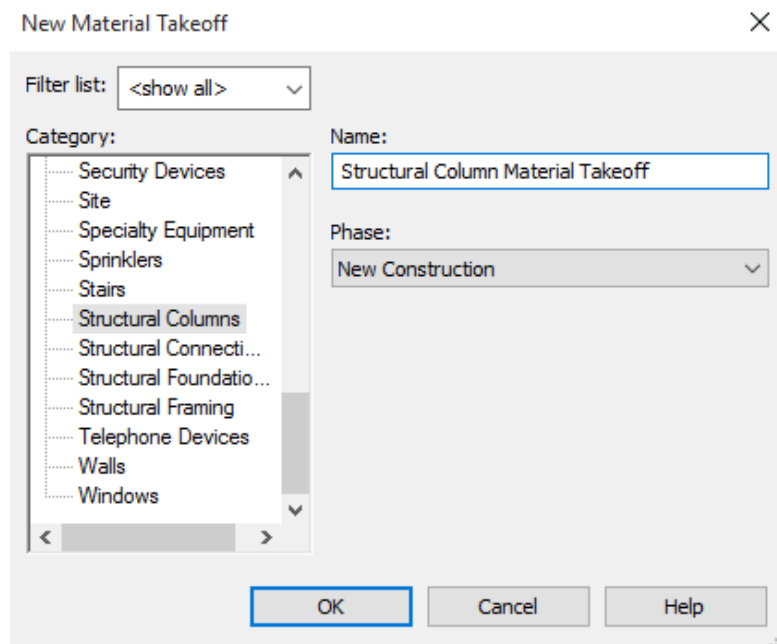 New Material Takeoff
Filter list: <show all>
Category:
Security Devices
Site
Specialty Equipment
Sprinklers
Stairs
Structural Columns
Structural Connecti...
Structural Foundatio...
Structural Framing
Telephone Devices
Walls
Windows
Name:
Structural Column Material Takeoff
Phase:
New Construction
OK Cancel Help